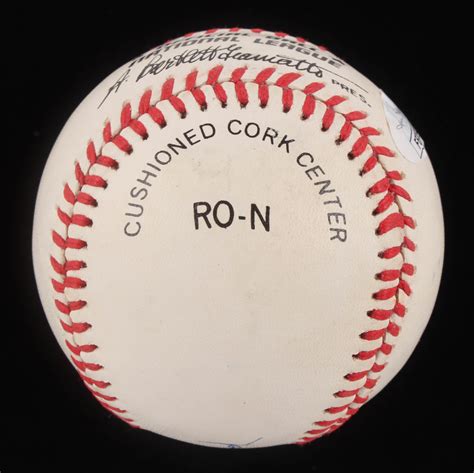 NATIONAL LEAGUE
A. Bartlett Giamatti PRES.
CUSHIONED CORK CENTER
RO-N